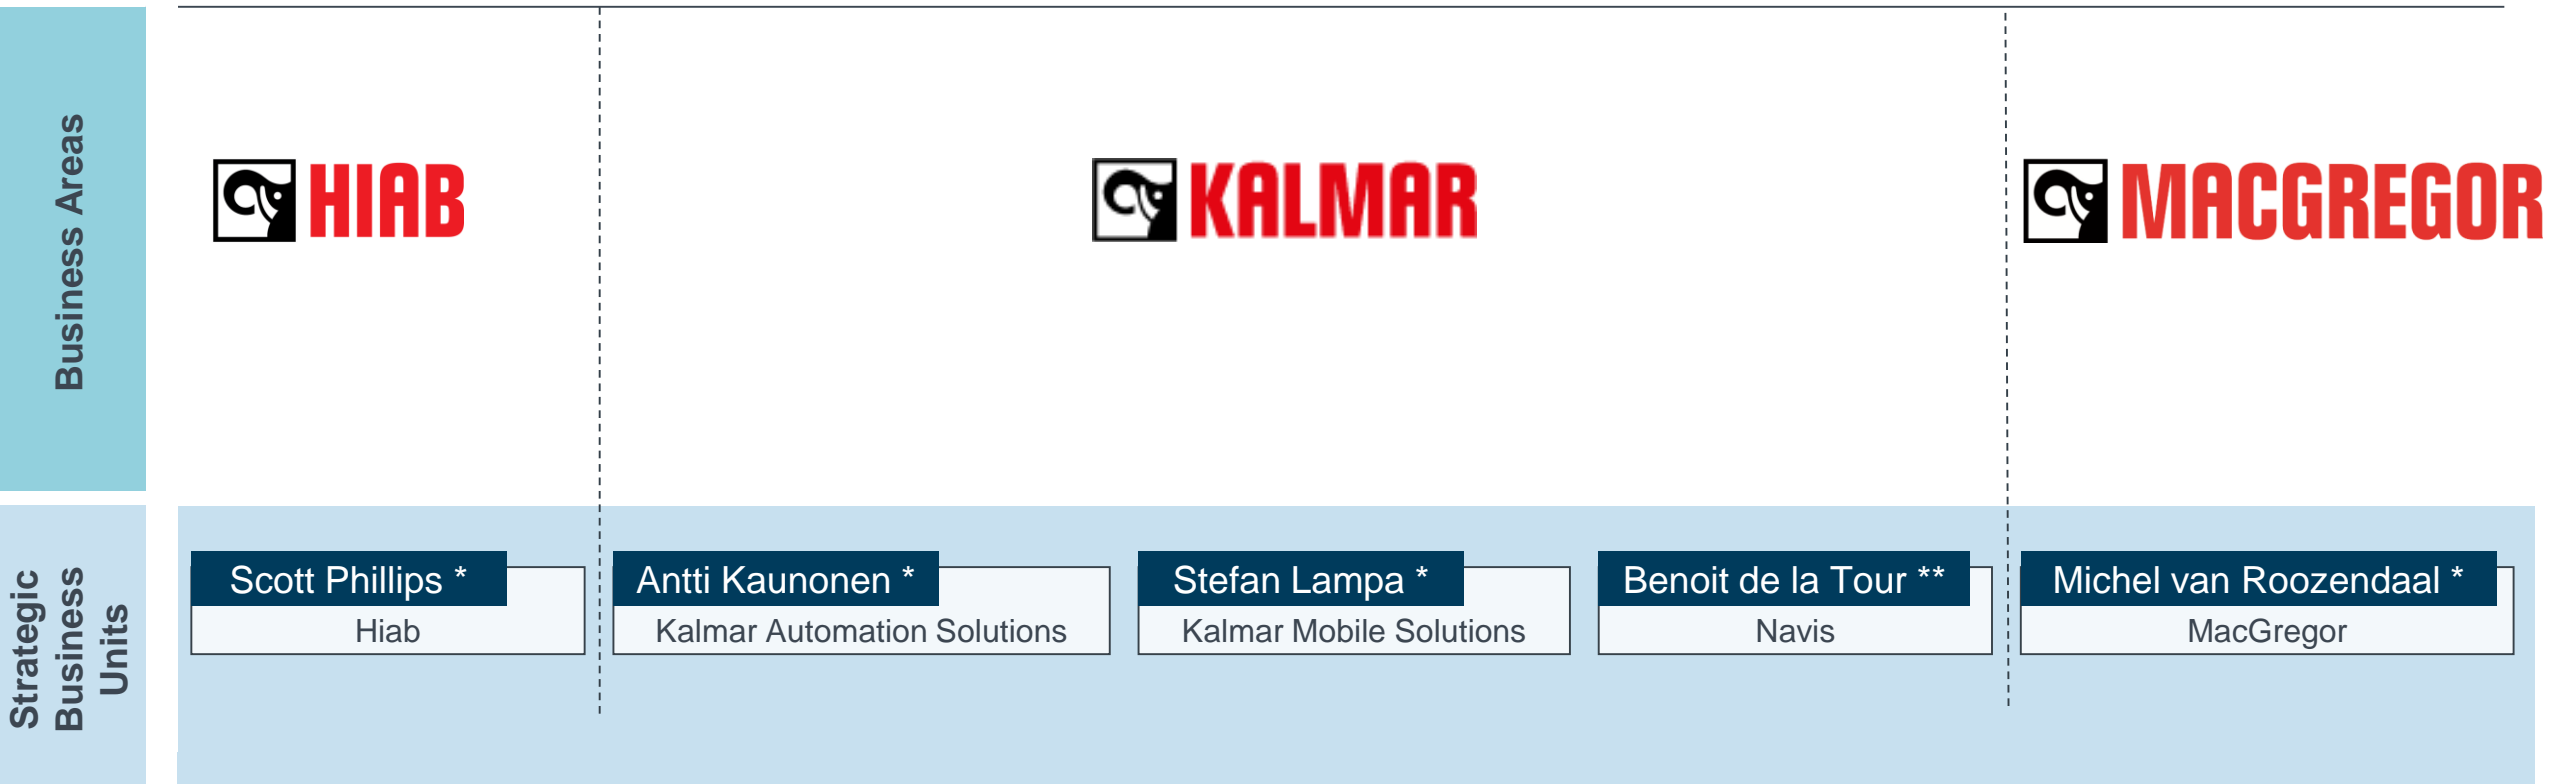 Business Areas
HIAB
KALMAR
MACGREGOR
Strategic
Business
Units
Scott Phillips *
Hiab
Antti Kaunonen *
Kalmar Automation Solutions
Stefan Lampa *
Kalmar Mobile Solutions
Benoit de la Tour **
Navis
Michel van Roozendaal *
MacGregor